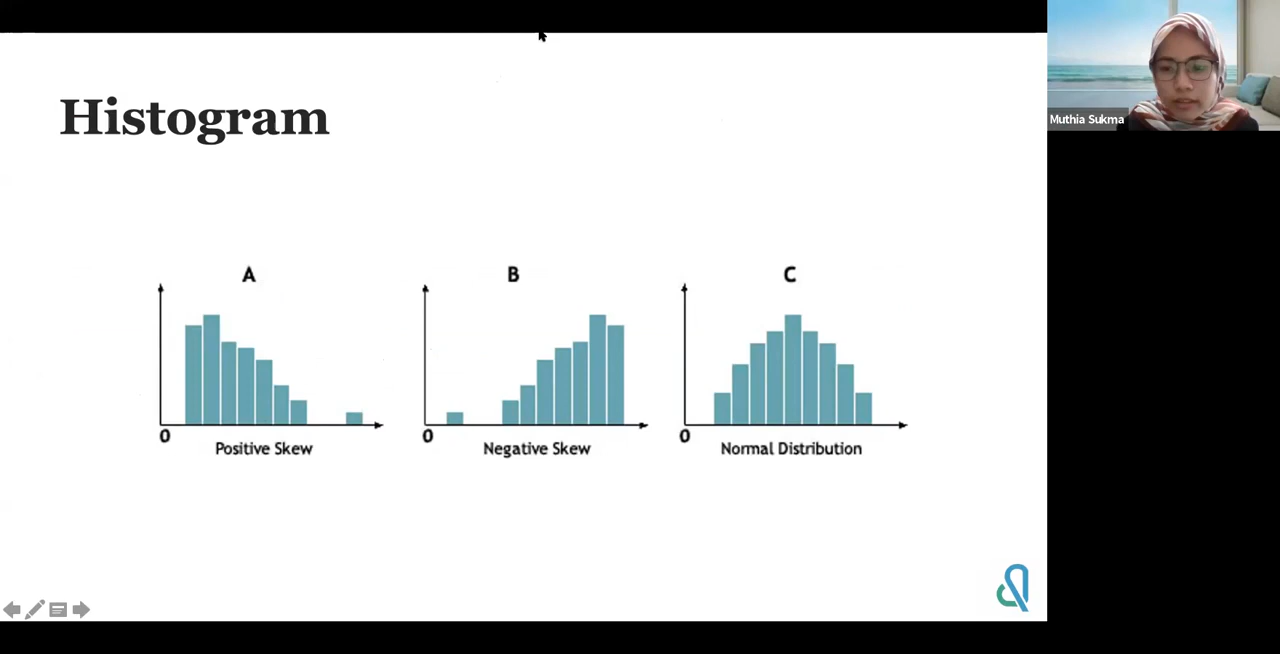 Histogram
Muthia Sukma
A
B
C
0
0
0
Positive Skew
Negative Skew
Normal Distribution